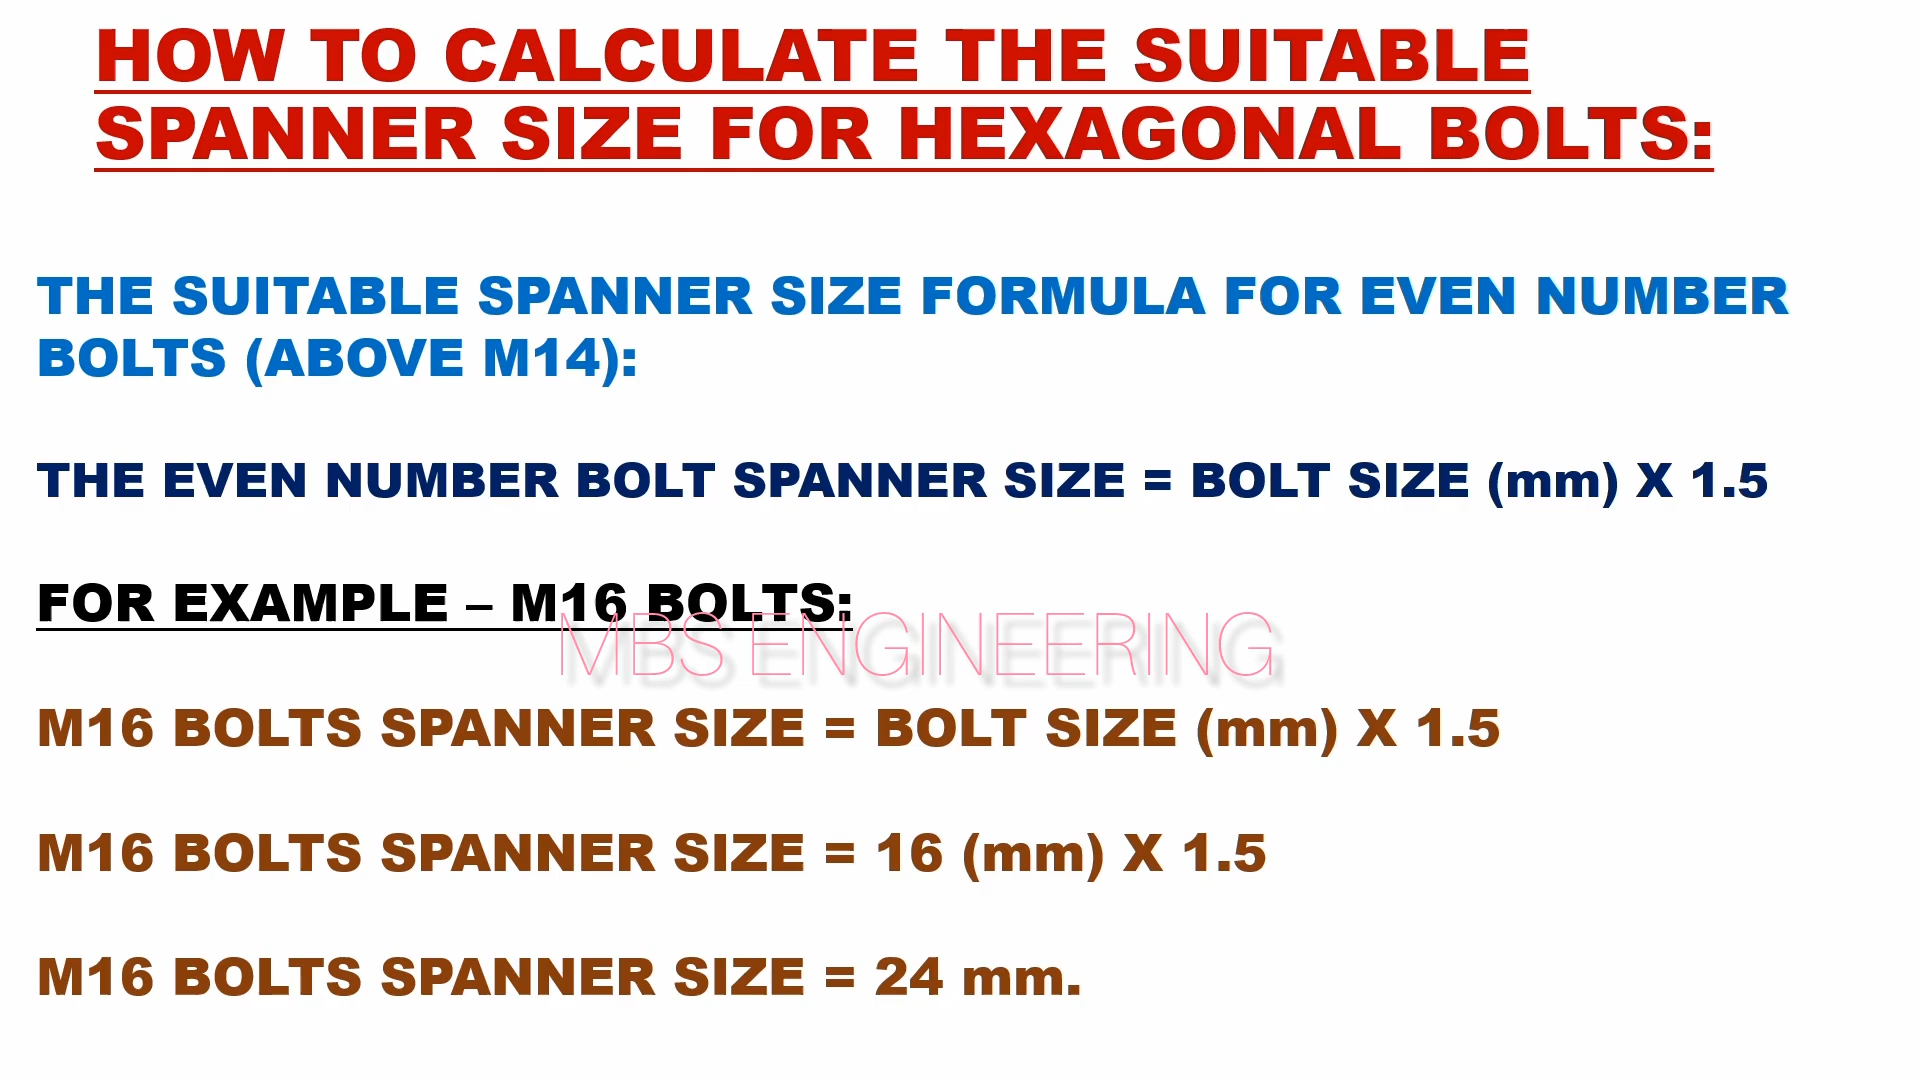 HOW TO CALCULATE THE SUITABLE
SPANNER SIZE FOR HEXAGONAL BOLTS:
THE SUITABLE SPANNER SIZE FORMULA FOR EVEN NUMBER
BOLTS (ABOVE M14):
THE EVEN NUMBER BOLT SPANNER SIZE = BOLT SIZE (mm) X 1.5
FOR EXAMPLE – M16 BOLTS:
MBS ENGINEERING
M16 BOLTS SPANNER SIZE = BOLT SIZE (mm) X 1.5
M16 BOLTS SPANNER SIZE = 16 (mm) X 1.5
M16 BOLTS SPANNER SIZE = 24 mm.